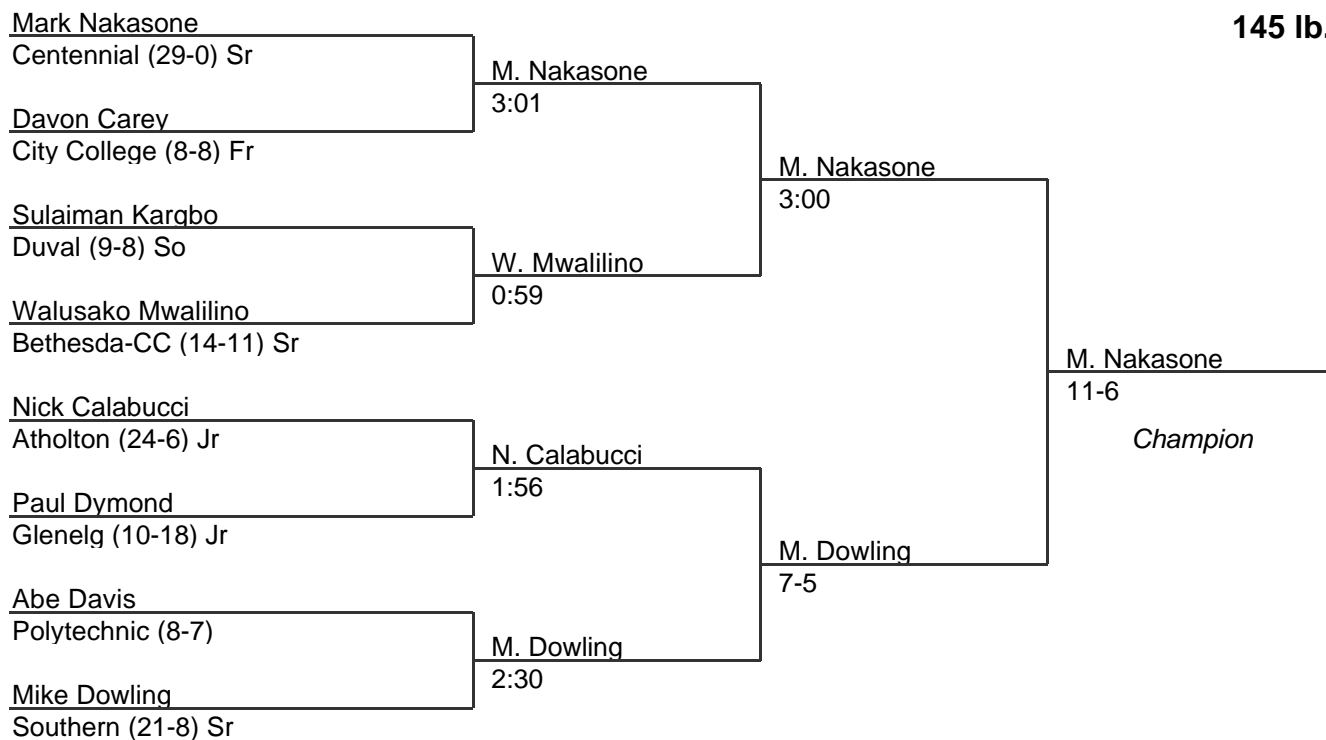 Mark Nakasone
145 lb.
Centennial (29-0) Sr
M. Nakasone
3:01
Davon Carey
City College (8-8) Fr
M. Nakasone
3:00
Sulaiman Kargbo
Duval (9-8) So
W. Mwalilino
0:59
Walusako Mwalilino
Bethesda-CC (14-11) Sr
M. Nakasone
11-6
Champion
Nick Calabucci
Atholton (24-6) Jr
N. Calabucci
1:56
Paul Dymond
Glenelg (10-18) Jr
M. Dowling
7-5
Abe Davis
Polytechnic (8-7)
M. Dowling
2:30
Mike Dowling
Southern (21-8) Sr